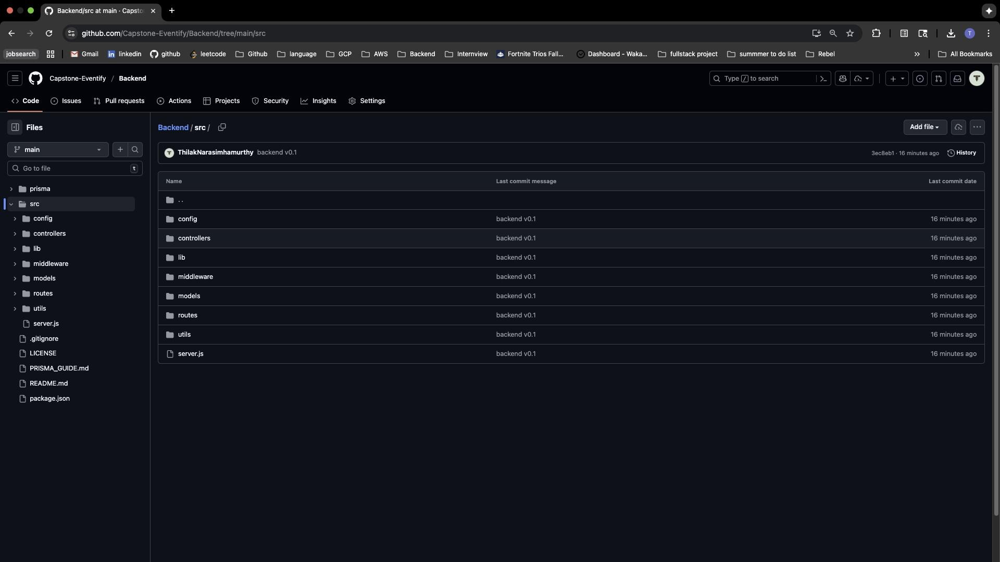 Backend/src at main · Capsto
github.com/Capstone-Eventify/Backend/tree/main/src
T
jobsearch Gmail linkedin github leetcode Github language GCP AWS Backend Internview Fortnite Trios Fall... Dashboard - Waka... fullstack project summmer to do list Rebel » All Bookmarks
Capstone-Eventify / Backend
Type / to search
T
Code Issues Pull requests Actions Projects Security Insights Settings
Files
main
Go to file t
prisma
src
config
controllers
lib
middleware
models
routes
utils
server.js
.gitignore
LICENSE
PRISMA_GUIDE.md
README.md
package.json
Backend / src /
Add file
ThilakNarasimhamurthy backend v0.1
3ec8eb1 · 16 minutes ago History
Name Last commit message Last commit date
..
config backend v0.1 16 minutes ago
controllers backend v0.1 16 minutes ago
lib backend v0.1 16 minutes ago
middleware backend v0.1 16 minutes ago
models backend v0.1 16 minutes ago
routes backend v0.1 16 minutes ago
utils backend v0.1 16 minutes ago
server.js backend v0.1 16 minutes ago